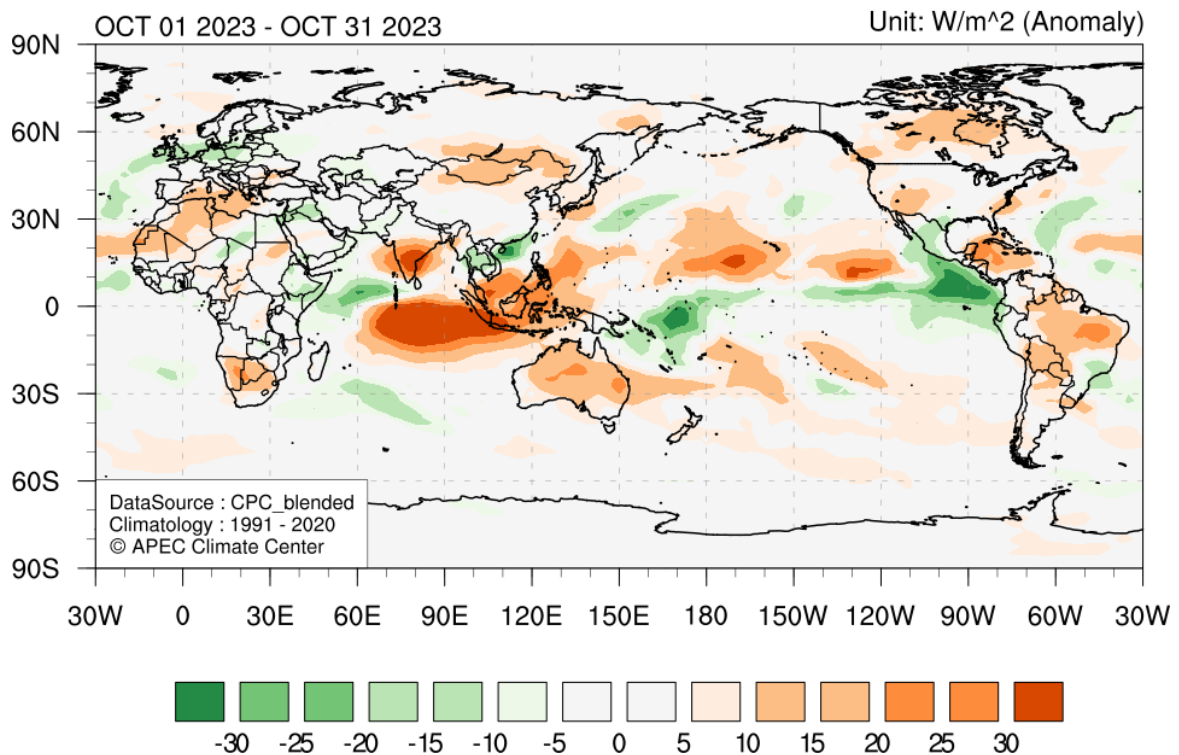 OCT 01 2023 - OCT 31 2023
Unit: W/m^2 (Anomaly)
90N
60N
30N
0
30S
60S
90S
DataSource : CPC_blended
Climatology : 1991 - 2020
© APEC Climate Center
30W 0 30E 60E 90E 120E 150E 180 150W 120W 90W 60W 30W
-30 -25 -20 -15 -10 -5 0 5 10 15 20 25 30